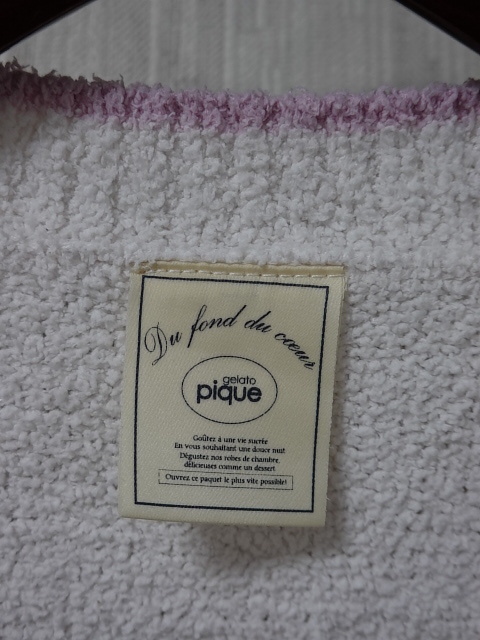 Du fond du cœur
gelato
pique
Goûtez à une vie sucrée
En vous souhaitant une douce nuit
Dégustez nos robes de chambre,
délicieuses comme un dessert
Ouvrez ce paquet le plus vite possible!